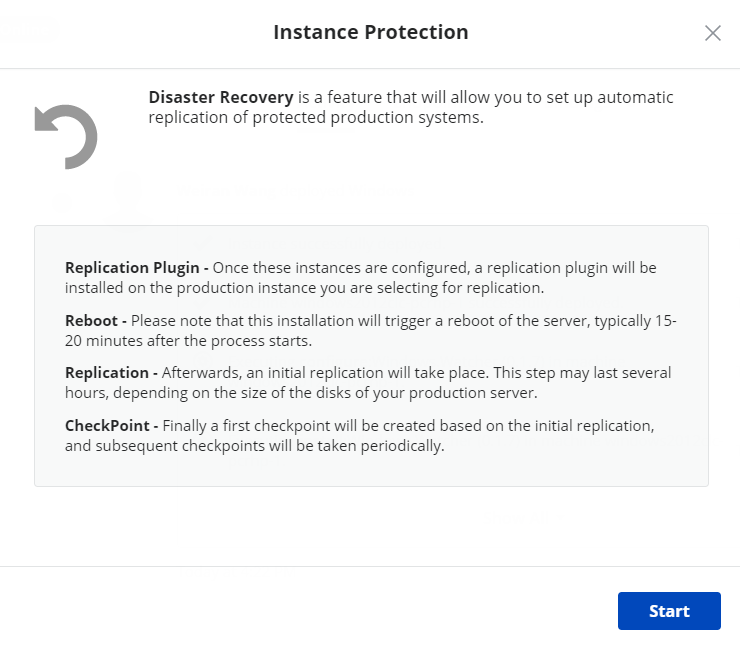 Instance Protection
Disaster Recovery is a feature that will allow you to set up automatic
replication of protected production systems.
Replication Plugin - Once these instances are configured, a replication plugin will be
installed on the production instance you are selecting for replication.
Reboot - Please note that this installation will trigger a reboot of the server, typically 15-
20 minutes after the process starts.
Replication - Afterwards, an initial replication will take place. This step may last several
hours, depending on the size of the disks of your production server.
CheckPoint - Finally a first checkpoint will be created based on the initial replication,
and subsequent checkpoints will be taken periodically.
Start